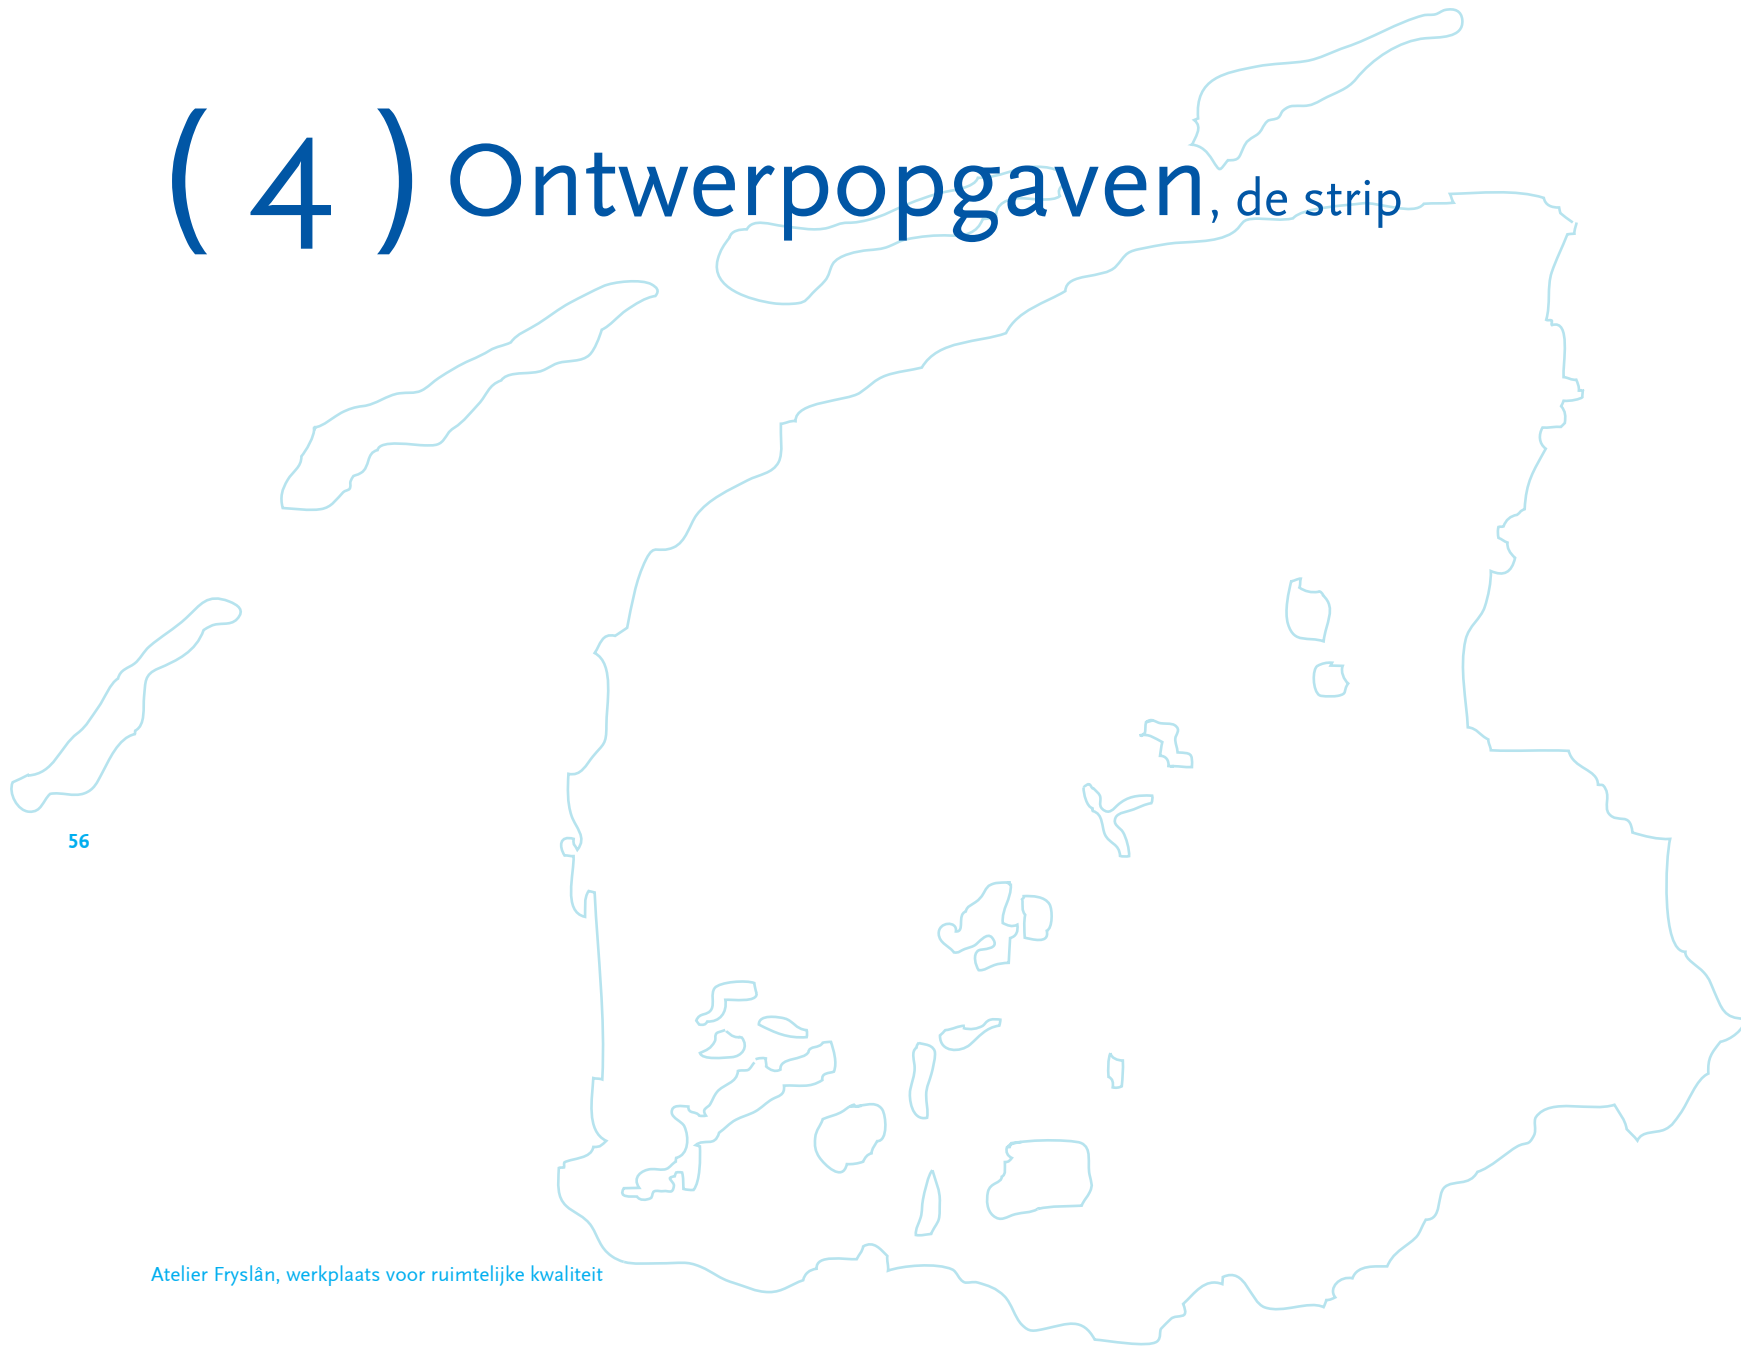 ( 4 ) Ontwerpopgaven, de strip
56
Atelier Fryslân, werkplaats voor ruimtelijke kwaliteit